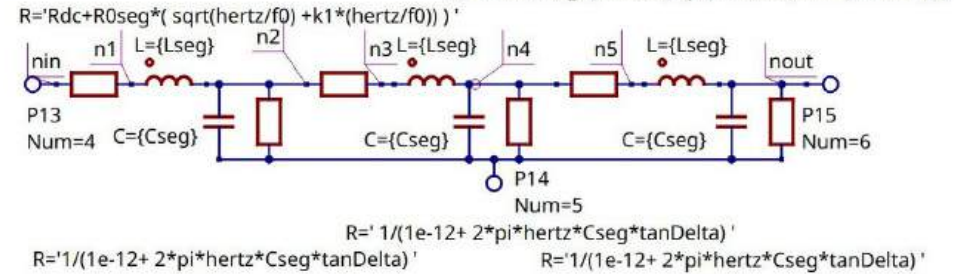 R='Rdc+R0seg*( sqrt(hertz/f0) +k1*(hertz/f0)) ) '
nin
n1
L={Lseg}
n2
n3
L={Lseg}
n4
n5
L={Lseg}
nout
P13
Num=4
C={Cseg}
C={Cseg}
C={Cseg}
P15
Num=6
P14
Num=5
R=' 1/(1e-12+ 2*pi*hertz*Cseg*tanDelta) '
R='1/(1e-12+ 2*pi*hertz*Cseg*tanDelta) '
R='1/(1e-12+ 2*pi*hertz*Cseg*tanDelta) '